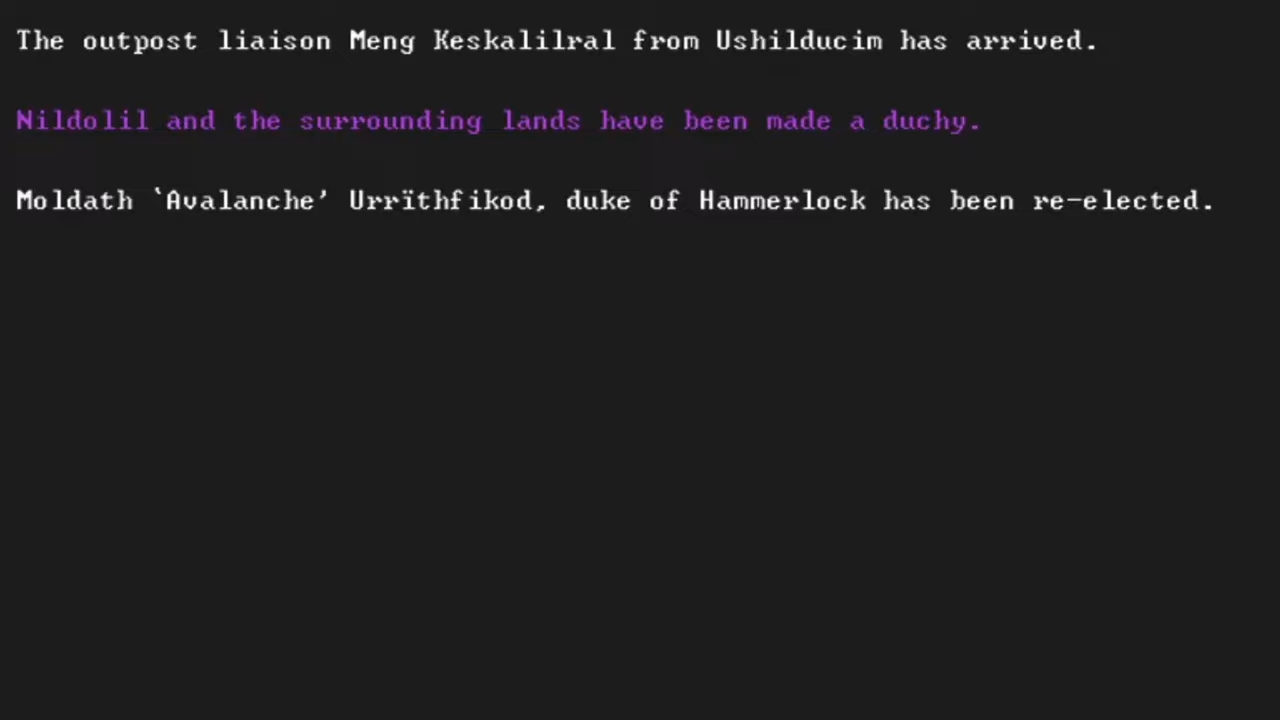 The outpost liaison Meng Keskalilral from Ushilducim has arrived.
Nildolil and the surrounding lands have been made a duchy.
Moldath `Avalanche' Urrïthfikod, duke of Hammerlock has been re-elected.